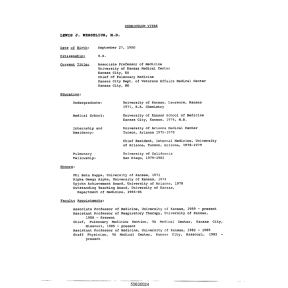 CURRICULUM VITAE
LEWIS J. WESSELIUS, M.D.
Date of Birth: September 27, 1950
Citizenship: U.S.
Current Title: Associate Professor of Medicine
University of Kansas Medical Center
Kansas City, KS
Chief of Pulmonary Medicine
Kansas City Dept. of Veterans Affairs Medical Center
Kansas City, MO
Education:
Undergraduate: University of Kansas, Lawrence, Kansas
1971, B.A. Chemistry
Medical School: University of Kansas School of Medicine
Kansas City, Kansas, 1974, M.D.
Internship and University of Arizona Medical Center
Residency: Tucson, Arizona 1975-1978
Chief Resident, Internal Medicine, University
of Arizona, Tucson, Arizona, 1978-1979
Pulmonary University of California
Fellowship: San Diego, 1979-1981
Honors:
Phi Beta Kappa, University of Kansas, 1971
Alpha Omega Alpha, University of Kansas, 1973
Upjohn Achievement Award, University of Arizona, 1978
Outstanding Teaching Award, University of Kansas,
Department of Medicine, 1985-86
Faculty Appointments:
Associate Professor of Medicine, University of Kansas, 1989 - present
Assistant Professor of Respiratory Therapy, University of Kansas,
1988 - Present
Chief, Pulmonary Medicine Section, VA Medical Center, Kansas City,
Missouri, 1985 - present
Assistant Professor of Medicine, University of Kansas, 1982 - 1989
Staff Physician, VA Medical Center, Kansas City, Missouri, 1982 -
present
50626024